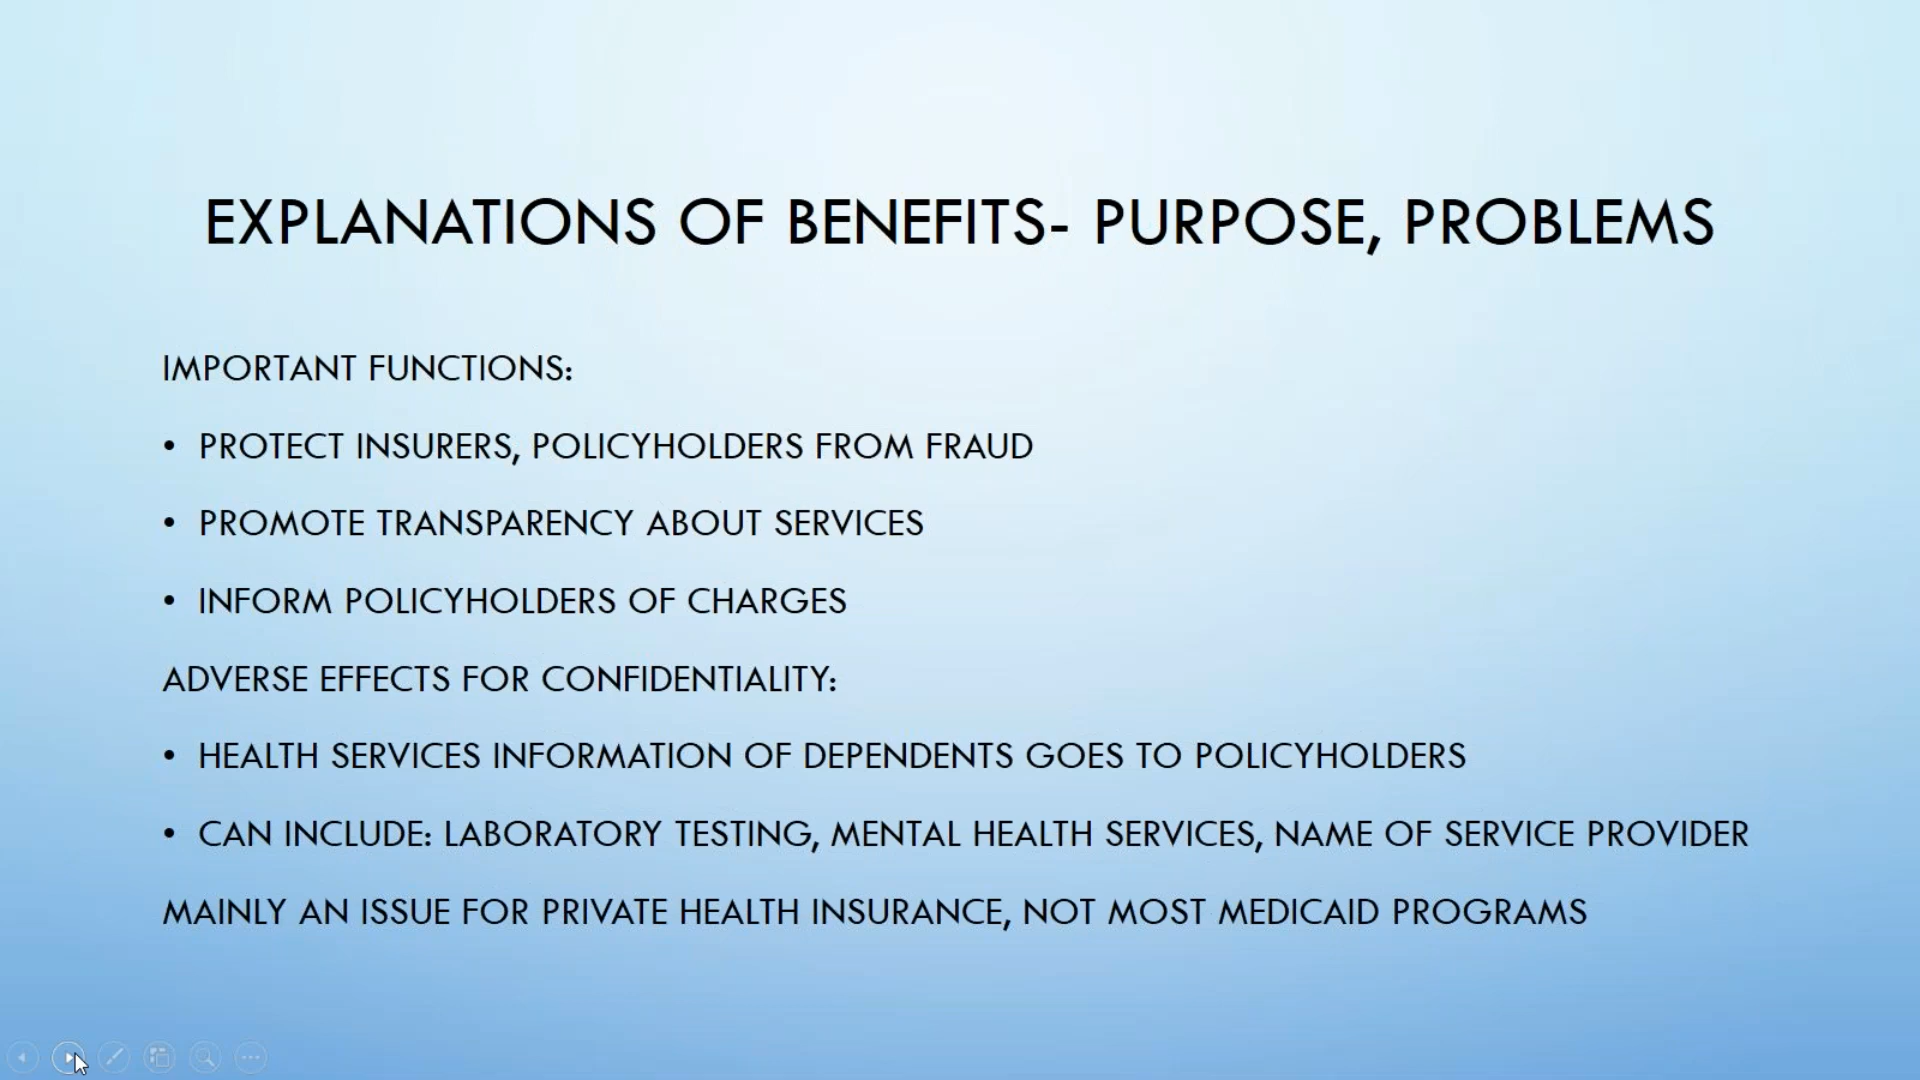 EXPLANATIONS OF BENEFITS- PURPOSE, PROBLEMS
IMPORTANT FUNCTIONS:
• PROTECT INSURERS, POLICYHOLDERS FROM FRAUD
• PROMOTE TRANSPARENCY ABOUT SERVICES
• INFORM POLICYHOLDERS OF CHARGES
ADVERSE EFFECTS FOR CONFIDENTIALITY:
• HEALTH SERVICES INFORMATION OF DEPENDENTS GOES TO POLICYHOLDERS
• CAN INCLUDE: LABORATORY TESTING, MENTAL HEALTH SERVICES, NAME OF SERVICE PROVIDER
MAINLY AN ISSUE FOR PRIVATE HEALTH INSURANCE, NOT MOST MEDICAID PROGRAMS